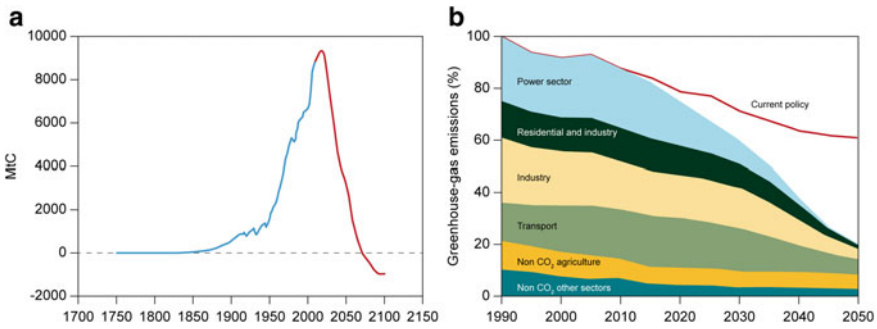 a
10000
8000
6000
4000
2000
0
-2000
MtC
1700 1750 1800 1850 1900 1950 2000 2050 2100 2150
b
100
80
60
40
20
0
Greenhouse-gas emissions (%)
Power sector
Current policy
Residential and industry
Industry
Transport
Non CO₂ agriculture
Non CO₂ other sectors
1990 2000 2010 2020 2030 2040 2050